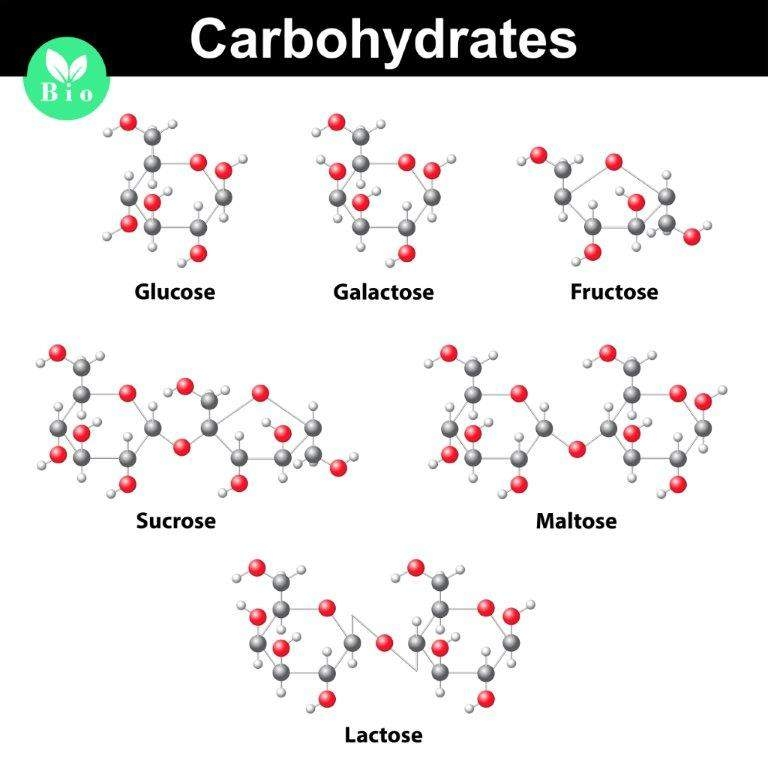 Carbohydrates
Bio
Glucose
Galactose
Fructose
Sucrose
Maltose
Lactose